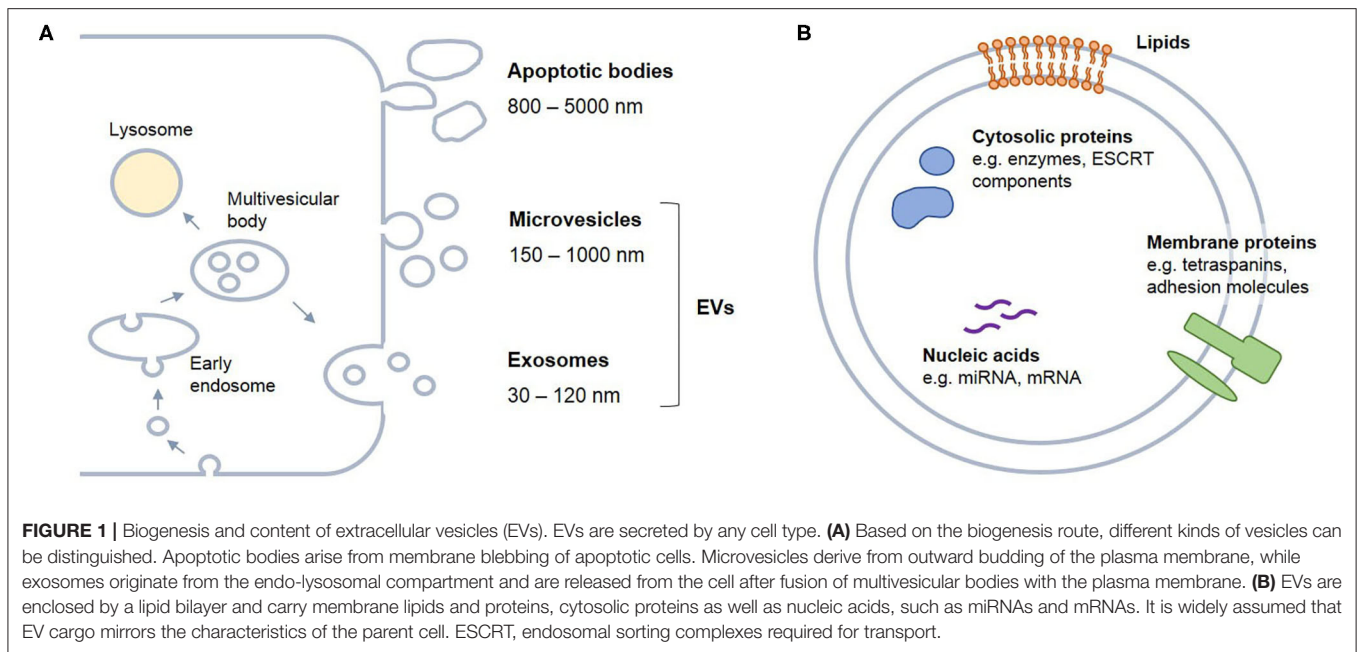 A
Apoptotic bodies
800 – 5000 nm
Lysosome
Multivesicular
body
Microvesicles
150 – 1000 nm
EVs
Early
endosome
Exosomes
30 – 120 nm
B
Lipids
Cytosolic proteins
e.g. enzymes, ESCRT
components
Membrane proteins
e.g. tetraspanins,
adhesion molecules
Nucleic acids
e.g. miRNA, mRNA
FIGURE 1 | Biogenesis and content of extracellular vesicles (EVs). EVs are secreted by any cell type. (A) Based on the biogenesis route, different kinds of vesicles can
be distinguished. Apoptotic bodies arise from membrane blebbing of apoptotic cells. Microvesicles derive from outward budding of the plasma membrane, while
exosomes originate from the endo-lysosomal compartment and are released from the cell after fusion of multivesicular bodies with the plasma membrane. (B) EVs are
enclosed by a lipid bilayer and carry membrane lipids and proteins, cytosolic proteins as well as nucleic acids, such as miRNAs and mRNAs. It is widely assumed that
EV cargo mirrors the characteristics of the parent cell. ESCRT, endosomal sorting complexes required for transport.